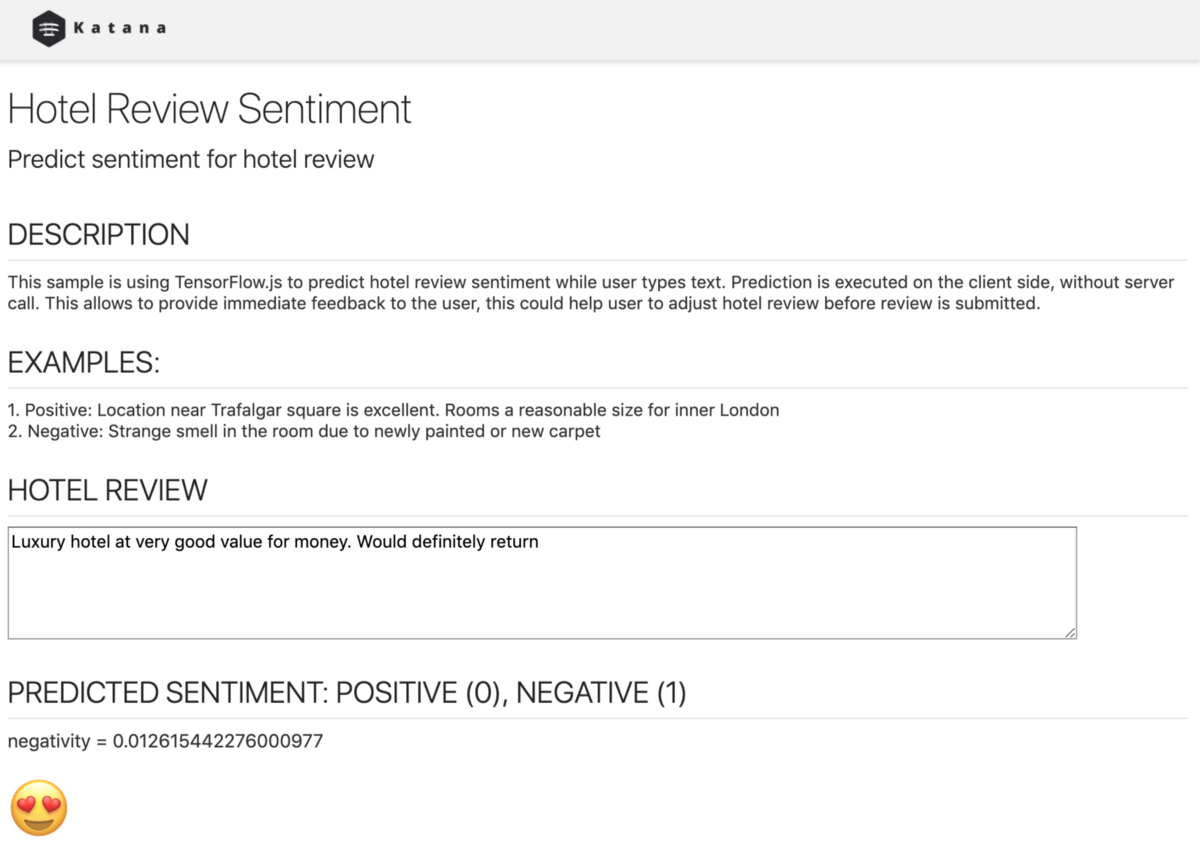 Katana
Hotel Review Sentiment
Predict sentiment for hotel review
DESCRIPTION
This sample is using TensorFlow.js to predict hotel review sentiment while user types text. Prediction is executed on the client side, without server
call. This allows to provide immediate feedback to the user, this could help user to adjust hotel review before review is submitted.
EXAMPLES:
1. Positive: Location near Trafalgar square is excellent. Rooms a reasonable size for inner London
2. Negative: Strange smell in the room due to newly painted or new carpet
HOTEL REVIEW
Luxury hotel at very good value for money. Would definitely return
PREDICTED SENTIMENT: POSITIVE (0), NEGATIVE (1)
negativity = 0.012615442276000977